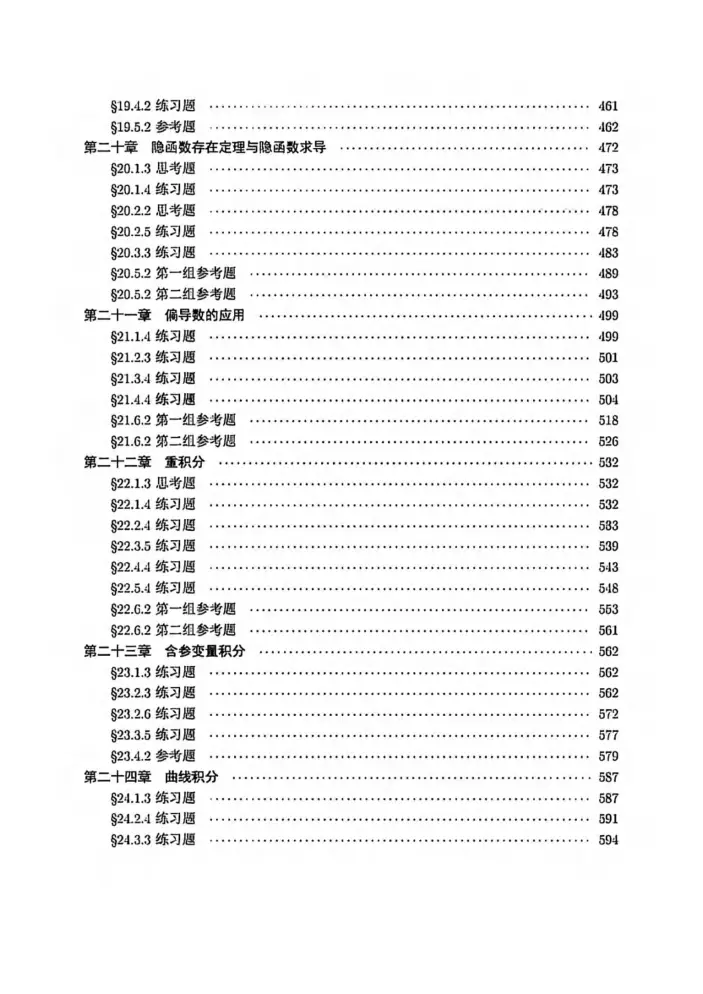 §19.4.2 练习题 ······ 461
§19.5.2 参考题 ······ 462
第二十章 隐函数存在定理与隐函数求导 ······ 472
§20.1.3 思考题 ······ 473
§20.1.4 练习题 ······ 473
§20.2.2 思考题 ······ 478
§20.2.5 练习题 ······ 478
§20.3.3 练习题 ······ 483
§20.5.2 第一组参考题 ······ 489
§20.5.2 第二组参考题 ······ 493
第二十一章 偏导数的应用 ······ 499
§21.1.4 练习题 ······ 499
§21.2.3 练习题 ······ 501
§21.3.4 练习题 ······ 503
§21.4.4 练习题 ······ 504
§21.6.2 第一组参考题 ······ 518
§21.6.2 第二组参考题 ······ 526
第二十二章 重积分 ······ 532
§22.1.3 思考题 ······ 532
§22.1.4 练习题 ······ 532
§22.2.4 练习题 ······ 533
§22.3.5 练习题 ······ 539
§22.4.4 练习题 ······ 543
§22.5.4 练习题 ······ 548
§22.6.2 第一组参考题 ······ 553
§22.6.2 第二组参考题 ······ 561
第二十三章 含参变量积分 ······ 562
§23.1.3 练习题 ······ 562
§23.2.3 练习题 ······ 562
§23.2.6 练习题 ······ 572
§23.3.5 练习题 ······ 577
§23.4.2 参考题 ······ 579
第二十四章 曲线积分 ······ 587
§24.1.3 练习题 ······ 587
§24.2.4 练习题 ······ 591
§24.3.3 练习题 ······ 594